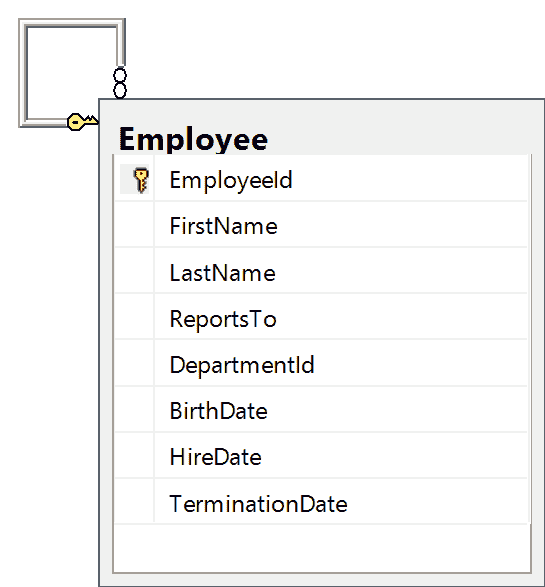 Employee
EmployeeId
FirstName
LastName
ReportsTo
DepartmentId
BirthDate
HireDate
TerminationDate